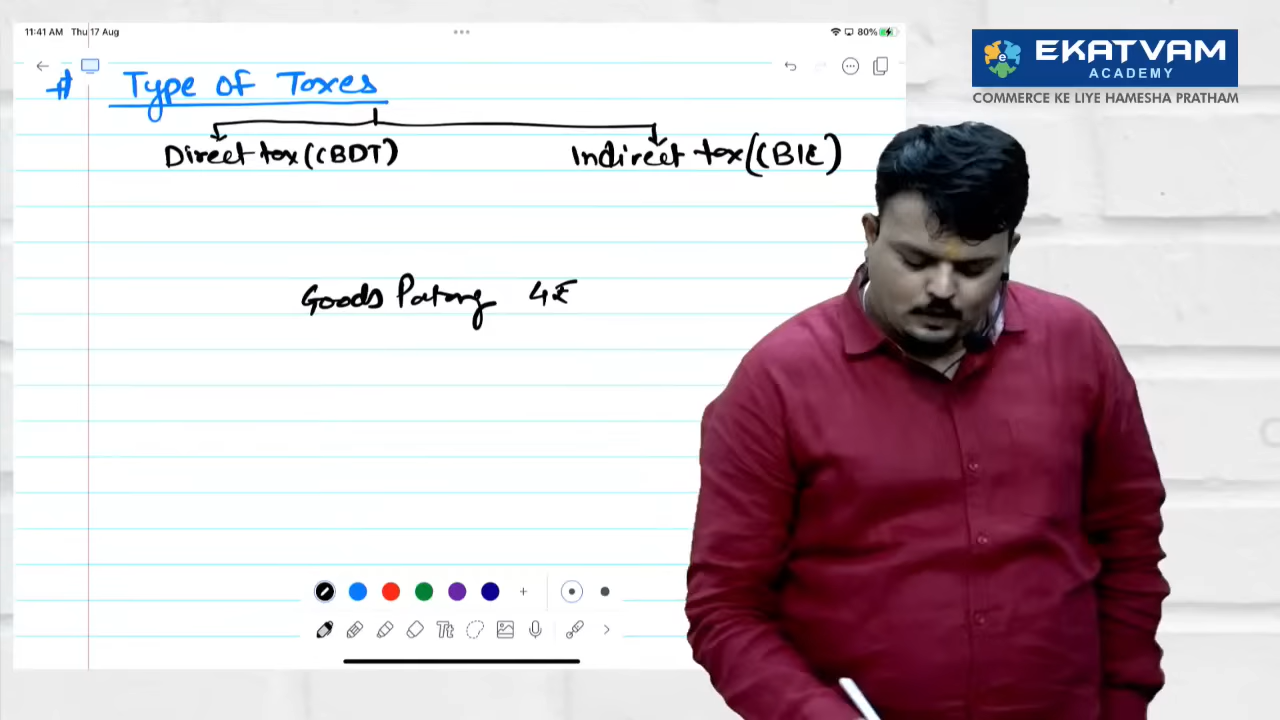 11:41 AM Thu 17 Aug
80%
EKATVAM
ACADEMY
COMMERCE KE LIYE HAMESHA PRATHAM
# Type of Taxes
Direct tax (CBDT)
Indirect tax (CBIC)
Goods Patang 4₹
Tt